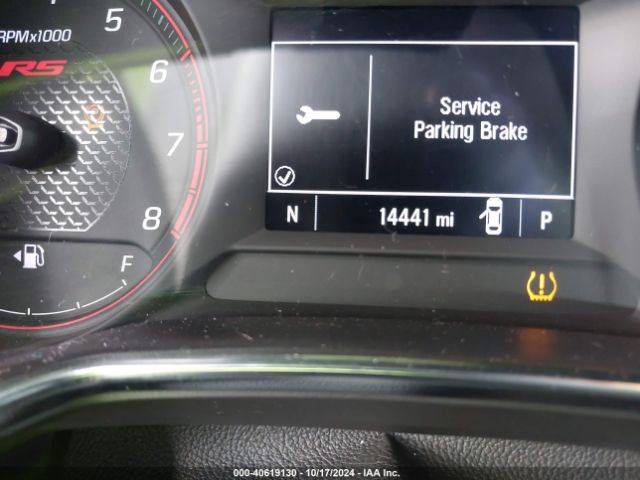 5
RPMx1000
RS
6
7
8
F
Service
Parking Brake
N 14441 mi P
000-40619130 - 10/17/2024 - IAA Inc.